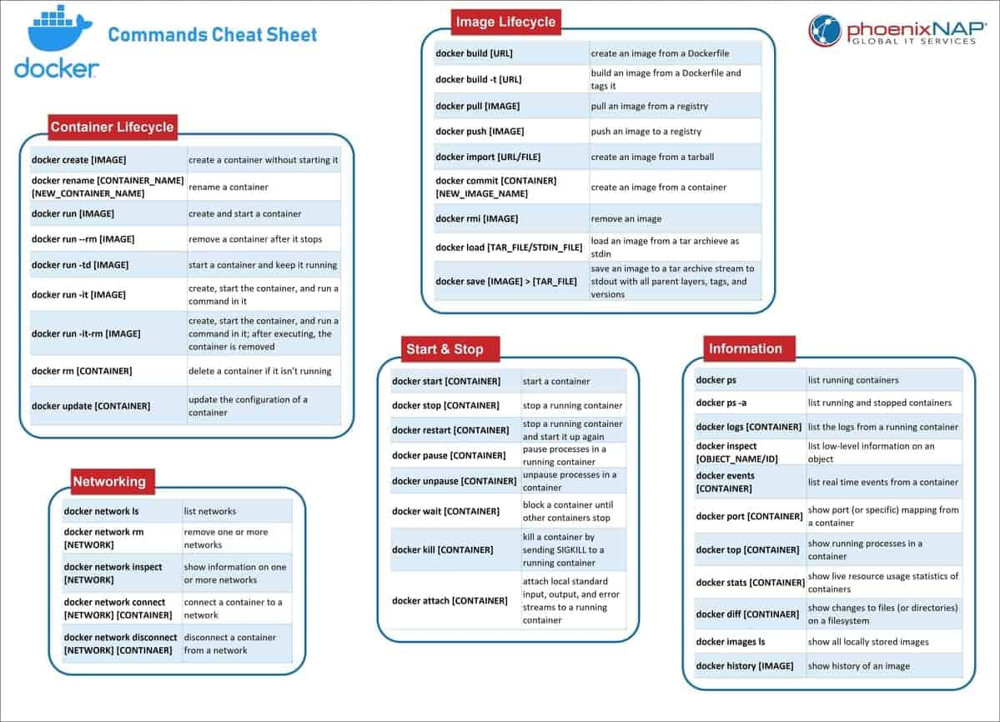 docker
Commands Cheat Sheet
phoenixNAP®
GLOBAL IT SERVICES
Container Lifecycle
docker create [IMAGE] create a container without starting it
docker rename [CONTAINER_NAME]
[NEW_CONTAINER_NAME] rename a container
docker run [IMAGE] create and start a container
docker run --rm [IMAGE] remove a container after it stops
docker run -td [IMAGE] start a container and keep it running
docker run -it [IMAGE] create, start the container, and run a
command in it
docker run -it-rm [IMAGE] create, start the container, and run a
command in it; after executing, the
container is removed
docker rm [CONTAINER] delete a container if it isn't running
docker update [CONTAINER] update the configuration of a
container
Networking
docker network ls list networks
docker network rm
[NETWORK] remove one or more
networks
docker network inspect
[NETWORK] show information on one
or more networks
docker network connect
[NETWORK] [CONTAINER] connect a container to a
network
docker network disconnect
[NETWORK] [CONTINAER] disconnect a container
from a network
Image Lifecycle
docker build [URL] create an image from a Dockerfile
docker build -t [URL] build an image from a Dockerfile and
tags it
docker pull [IMAGE] pull an image from a registry
docker push [IMAGE] push an image to a registry
docker import [URL/FILE] create an image from a tarball
docker commit [CONTAINER]
[NEW_IMAGE_NAME] create an image from a container
docker rmi [IMAGE] remove an image
docker load [TAR_FILE/STDIN_FILE] load an image from a tar archieve as
stdin
docker save [IMAGE] > [TAR_FILE] save an image to a tar archive stream to
stdout with all parent layers, tags, and
versions
Start & Stop
docker start [CONTAINER] start a container
docker stop [CONTAINER] stop a running container
docker restart [CONTAINER] stop a running container
and start it up again
docker pause [CONTAINER] pause processes in a
running container
docker unpause [CONTAINER] unpause processes in a
container
docker wait [CONTAINER] block a container until
other containers stop
docker kill [CONTAINER] kill a container by
sending SIGKILL to a
running container
docker attach [CONTAINER] attach local standard
input, output, and error
streams to a running
container
Information
docker ps list running containers
docker ps -a list running and stopped containers
docker logs [CONTAINER] list the logs from a running container
docker inspect
[OBJECT_NAME/ID] list low-level information on an
object
docker events
[CONTAINER] list real time events from a container
docker port [CONTAINER] show port (or specific) mapping from
a container
docker top [CONTAINER] show running processes in a
container
docker stats [CONTAINER] show live resource usage statistics of
containers
docker diff [CONTINAER] show changes to files (or directories)
on a filesystem
docker images ls show all locally stored images
docker history [IMAGE] show history of an image